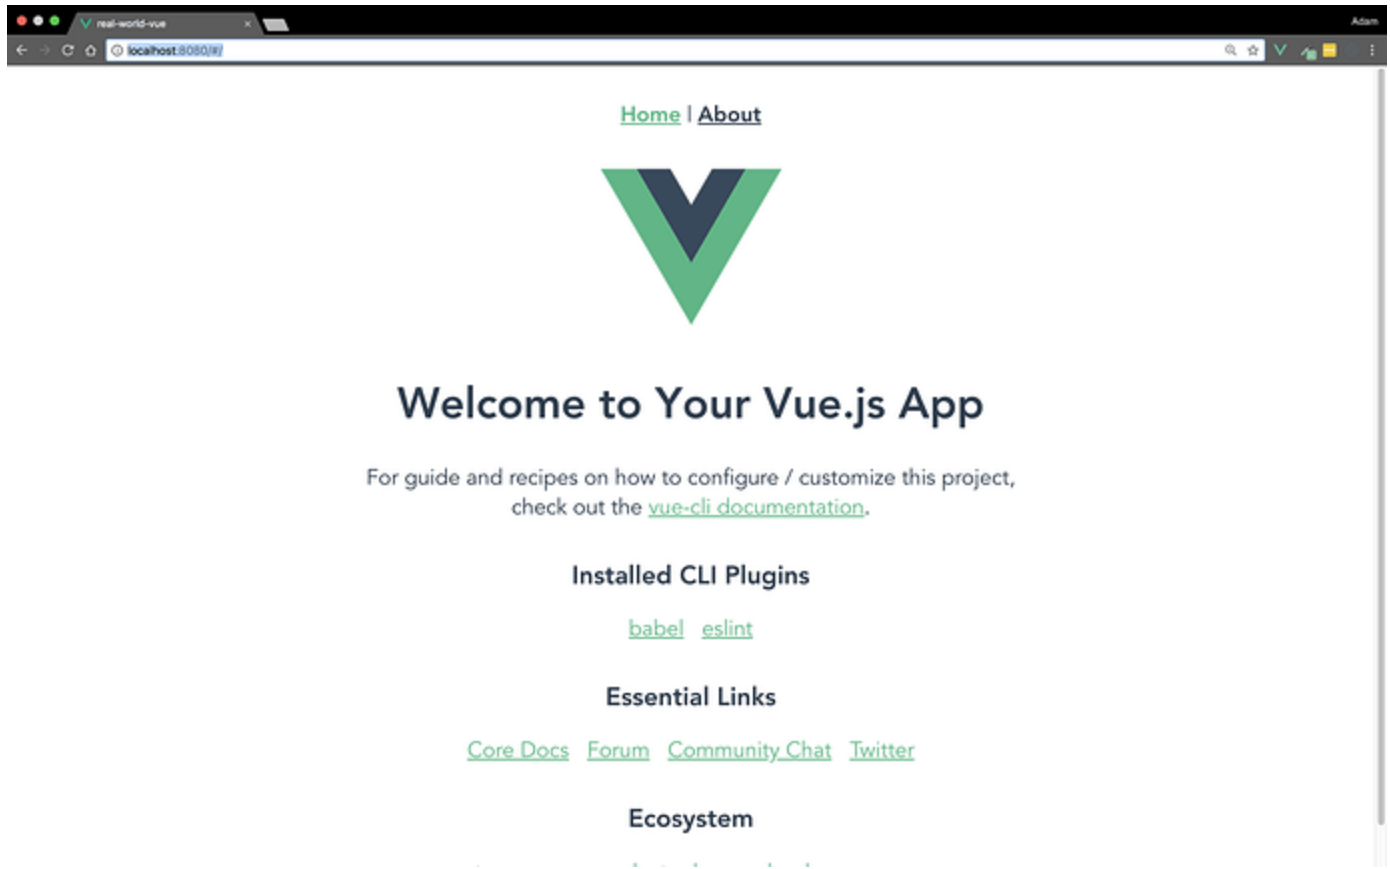 real-world-vue
Adam
localhost:8080/#/
Home | About
Welcome to Your Vue.js App
For guide and recipes on how to configure / customize this project,
check out the vue-cli documentation.
Installed CLI Plugins
babel eslint
Essential Links
Core Docs Forum Community Chat Twitter
Ecosystem